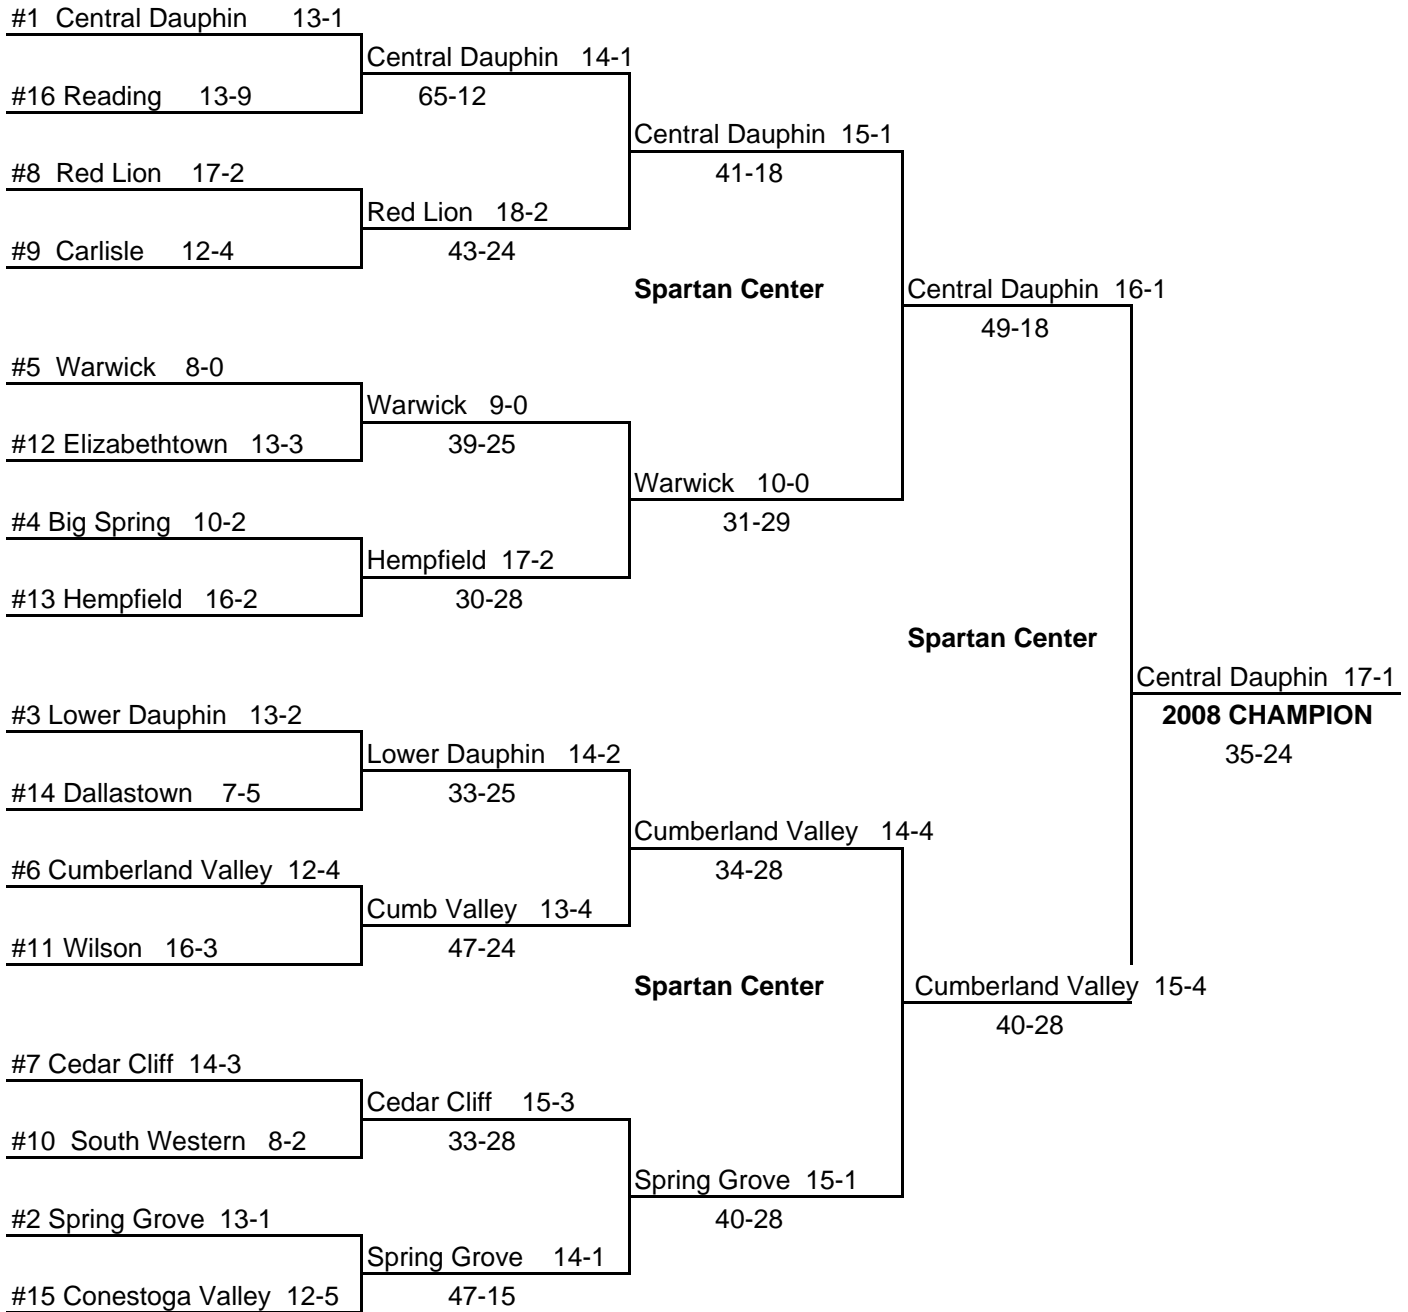 #1 Central Dauphin 13-1
Central Dauphin 14-1
#16 Reading 13-9
65-12
Central Dauphin 15-1
#8 Red Lion 17-2
41-18
Red Lion 18-2
#9 Carlisle 12-4
43-24
Spartan Center
Central Dauphin 16-1
49-18
#5 Warwick 8-0
Warwick 9-0
#12 Elizabethtown 13-3
39-25
Warwick 10-0
#4 Big Spring 10-2
31-29
Hempfield 17-2
#13 Hempfield 16-2
30-28
Spartan Center
Central Dauphin 17-1
#3 Lower Dauphin 13-2
2008 CHAMPION
Lower Dauphin 14-2
35-24
#14 Dallastown 7-5
33-25
Cumberland Valley 14-4
#6 Cumberland Valley 12-4
34-28
Cumb Valley 13-4
#11 Wilson 16-3
47-24
Spartan Center
Cumberland Valley 15-4
40-28
#7 Cedar Cliff 14-3
Cedar Cliff 15-3
#10 South Western 8-2
33-28
Spring Grove 15-1
#2 Spring Grove 13-1
40-28
Spring Grove 14-1
#15 Conestoga Valley 12-5
47-15